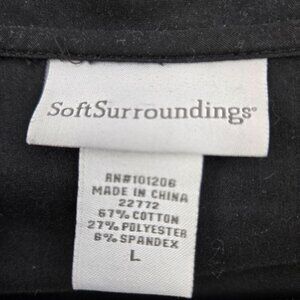 SoftSurroundings®
RN#101206
MADE IN CHINA
22772
67% COTTON
27% POLYESTER
6% SPANDEX
L